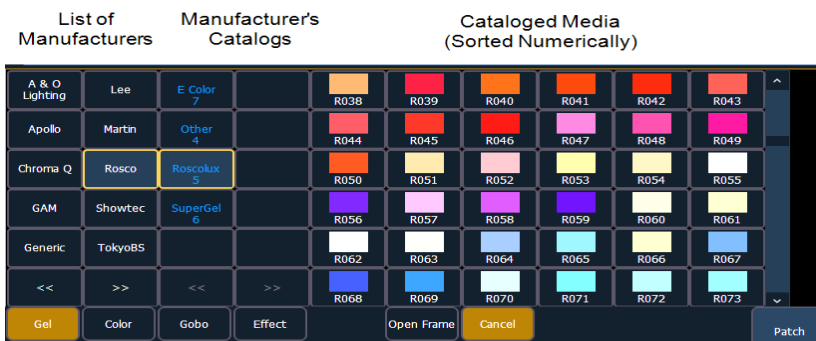 List of
Manufacturers
Manufacturer's
Catalogs
Cataloged Media
(Sorted Numerically)
A & O
Lighting
Lee
E Color
7
R038
R039
R040
R041
R042
R043
Apollo
Martin
Other
4
R044
R045
R046
R047
R048
R049
Chroma Q
Rosco
Roscolux
5
R050
R051
R052
R053
R054
R055
GAM
Showtec
SuperGel
6
R056
R057
R058
R059
R060
R061
Generic
TokyoBS
R062
R063
R064
R065
R066
R067
<<
>>
<<
>>
R068
R069
R070
R071
R072
R073
Gel
Color
Gobo
Effect
Open Frame
Cancel
Patch